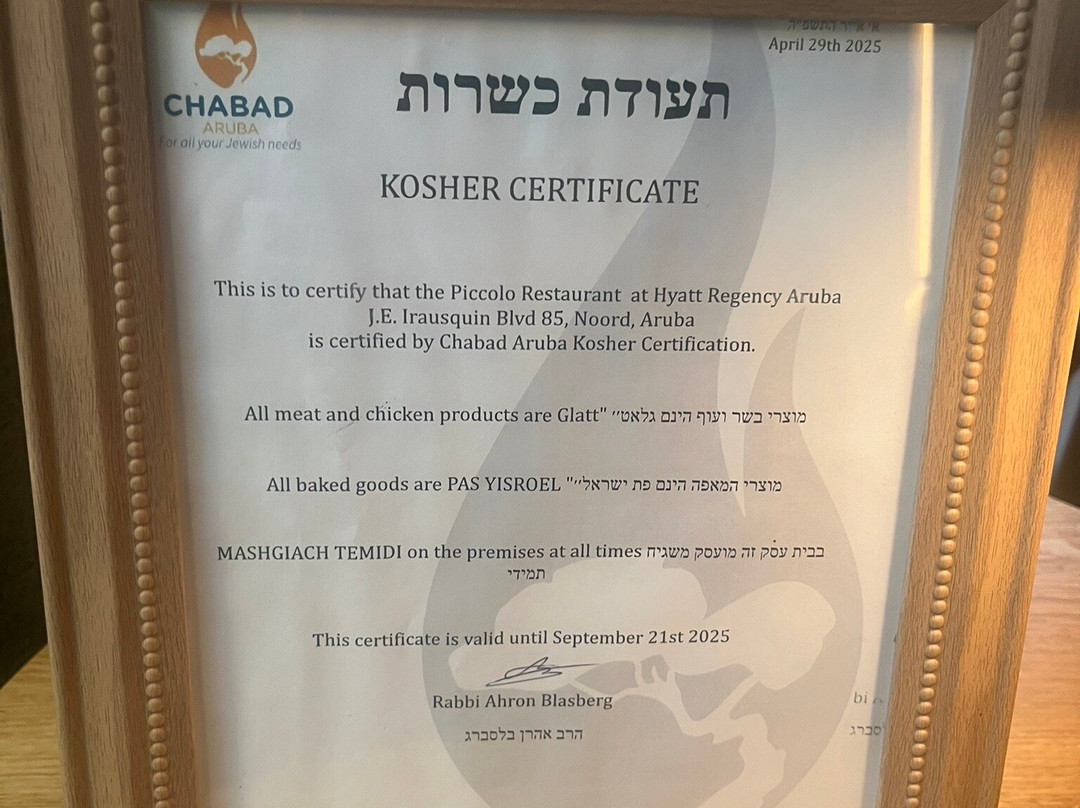 CHABAD
ARUBA
For all your Jewish needs
April 29th 2025
תעודת כשרות
KOSHER CERTIFICATE
This is to certify that the Piccolo Restaurant at Hyatt Regency Aruba
J.E. Irausquin Blvd 85, Noord, Aruba
is certified by Chabad Aruba Kosher Certification.
All meat and chicken products are Glatt" מוצרי בשר ועוף הינם גלאט״
All baked goods are PAS YISROEL "מוצרי המאפה הינם פת ישראל״
MASHGIACH TEMIDI on the premises at all times בבית עסק זה מועסק משגיח
תמידי
This certificate is valid until September 21st 2025
Rabbi Ahron Blasberg
הרב אהרן בלסברג